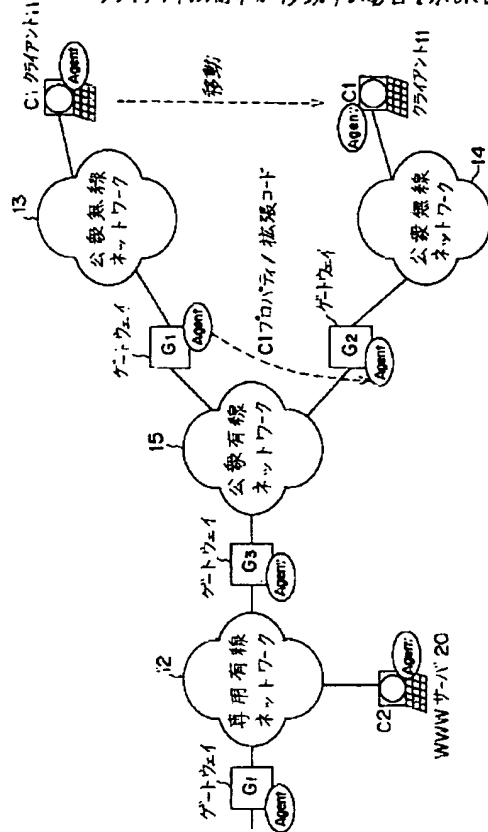 C1 クライアント11
Agent
移動
Agent
C1
クライアント11
13
公衆無線
ネットワーク
14
公衆無線
ネットワーク
C1プロパティ/拡張コード
ゲートウェイ
G1
Agent
ゲートウェイ
G2
Agent
15
公衆有線
ネットワーク
ゲートウェイ
G3
Agent
12
専用有線
ネットワーク
Agent
C2
WWWサーバ20
ゲートウェイ
Agent